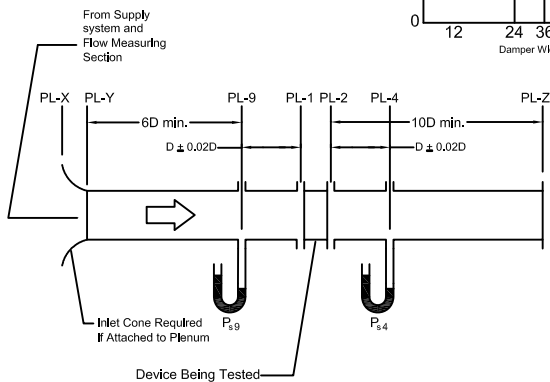 From Supply
system and
Flow Measuring
Section
0
12 24 36
Damper
PL-X PL-Y PL-9 PL-1 PL-2 PL-4 PL-Z
6D min. 10D min.
D ± 0.02D D ± 0.02D
Ps9 Ps4
Inlet Cone Required
If Attached to Plenum
Device Being Tested